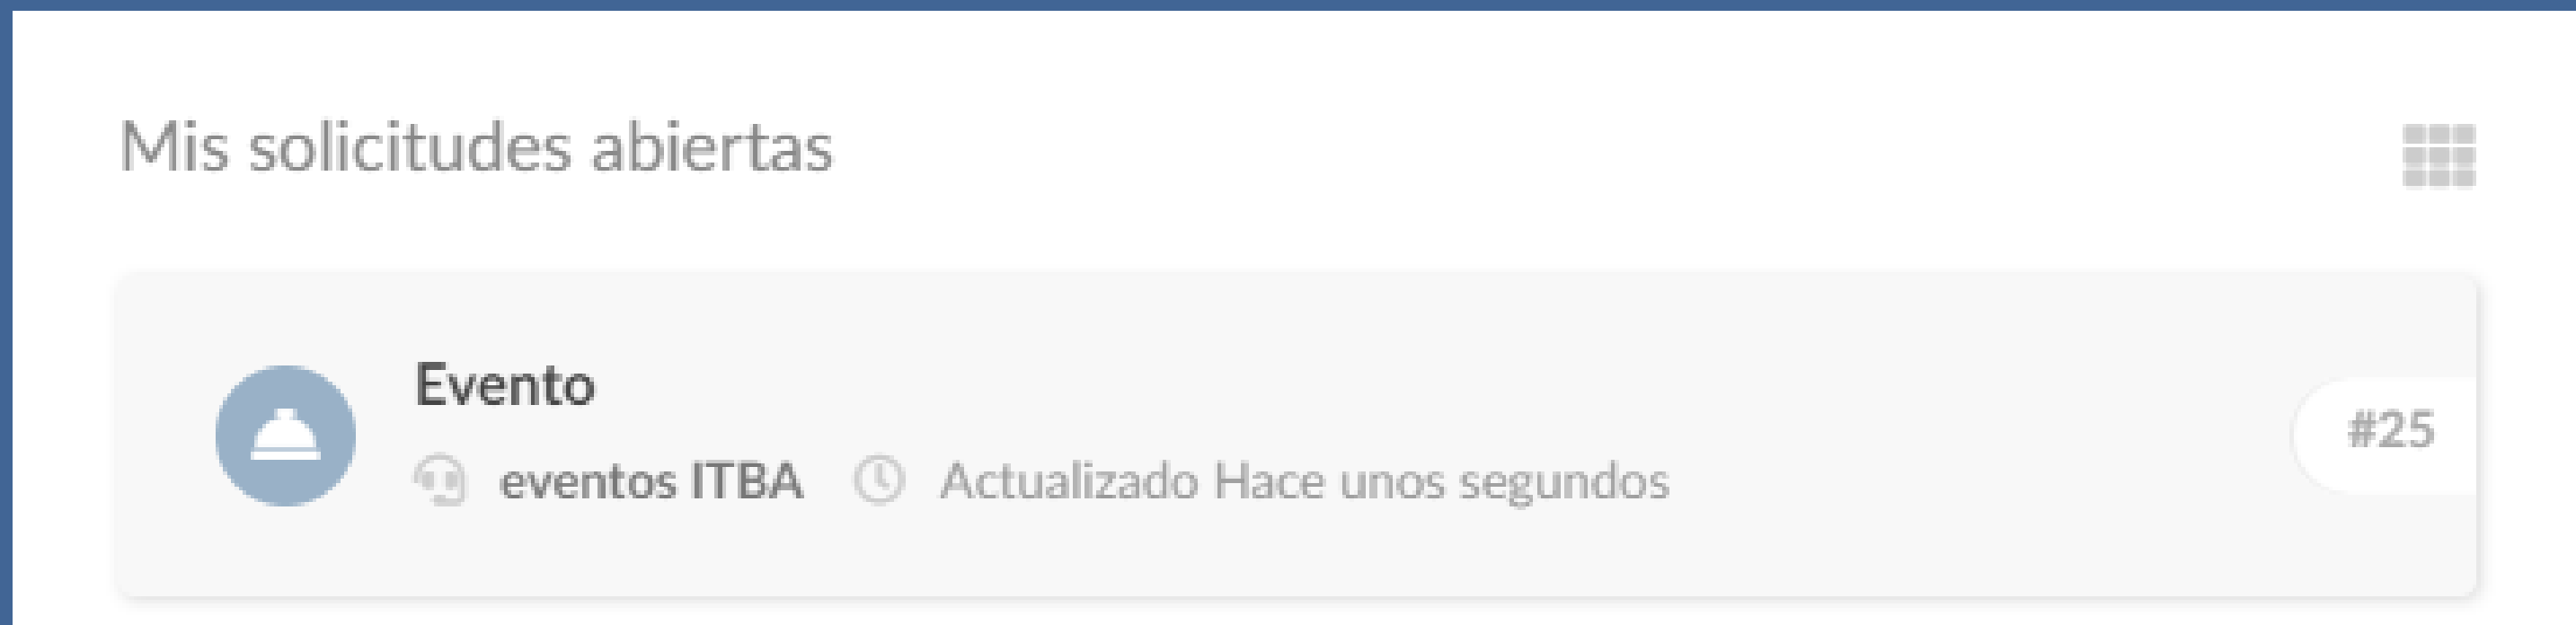 Mis solicitudes abiertas
Evento
#25
eventos ITBA Actualizado Hace unos segundos